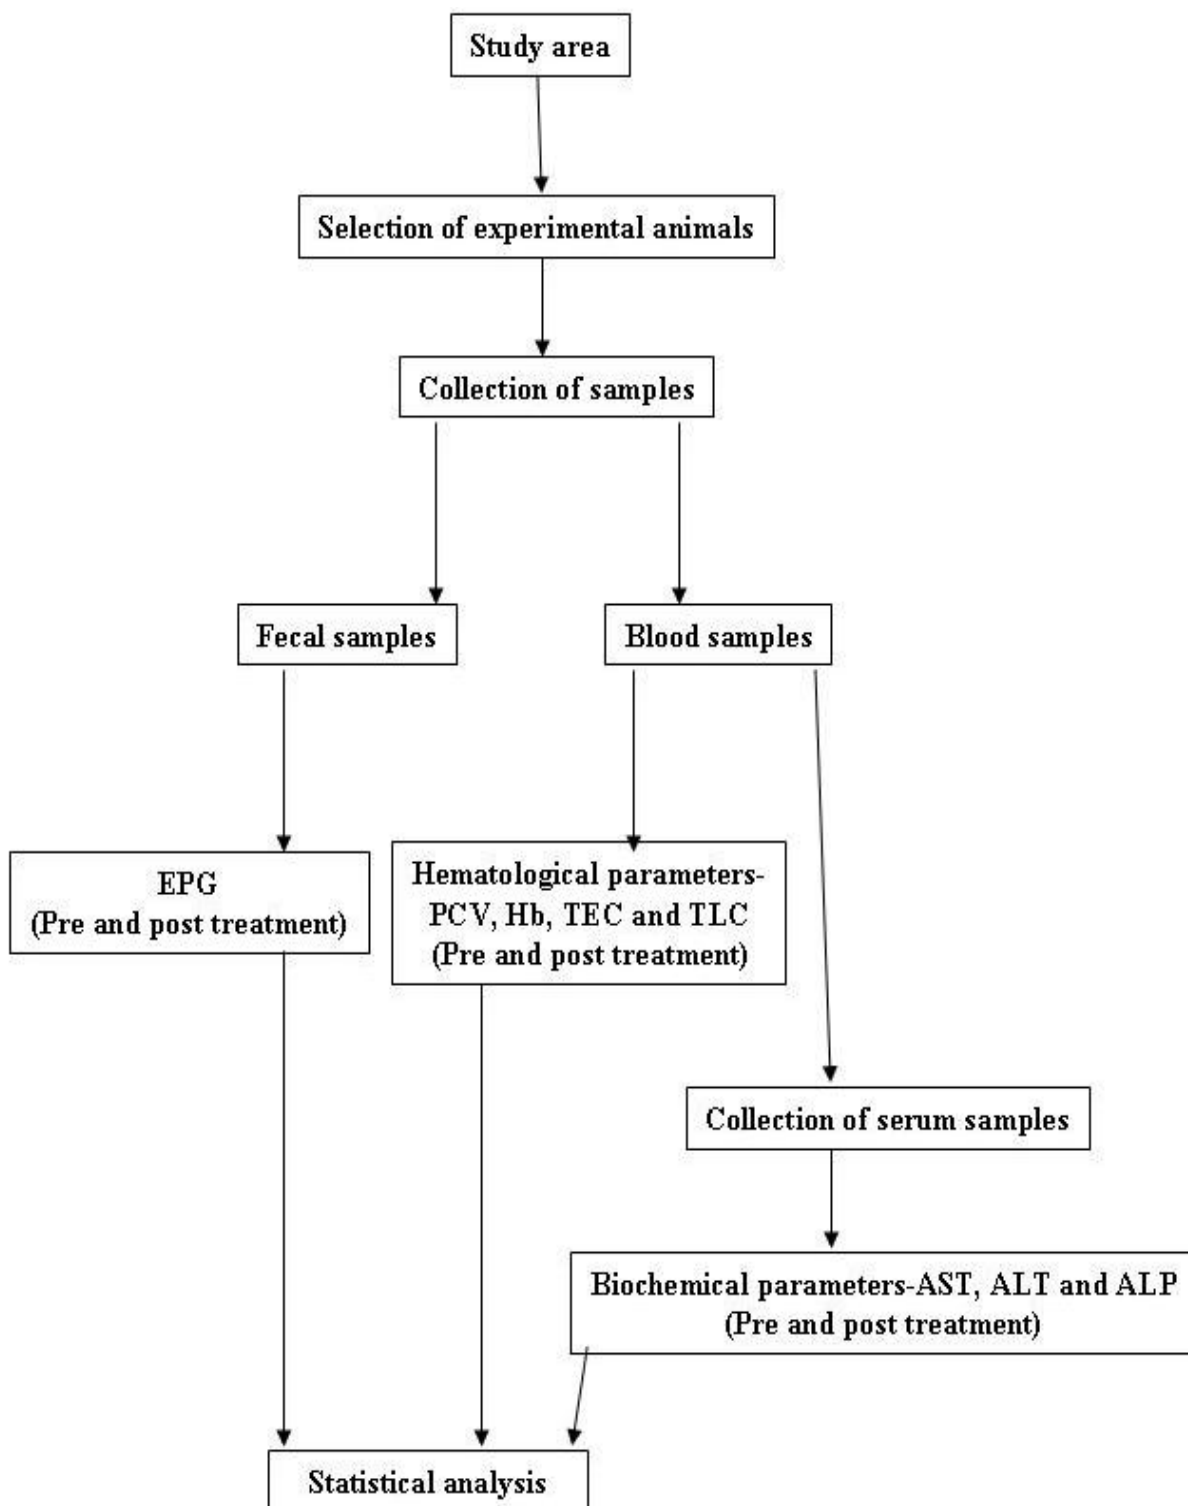 Study area
Selection of experimental animals
Collection of samples
Fecal samples
Blood samples
EPG
(Pre and post treatment)
Hematological parameters-
PCV, Hb, TEC and TLC
(Pre and post treatment)
Collection of serum samples
Biochemical parameters-AST, ALT and ALP
(Pre and post treatment)
Statistical analysis